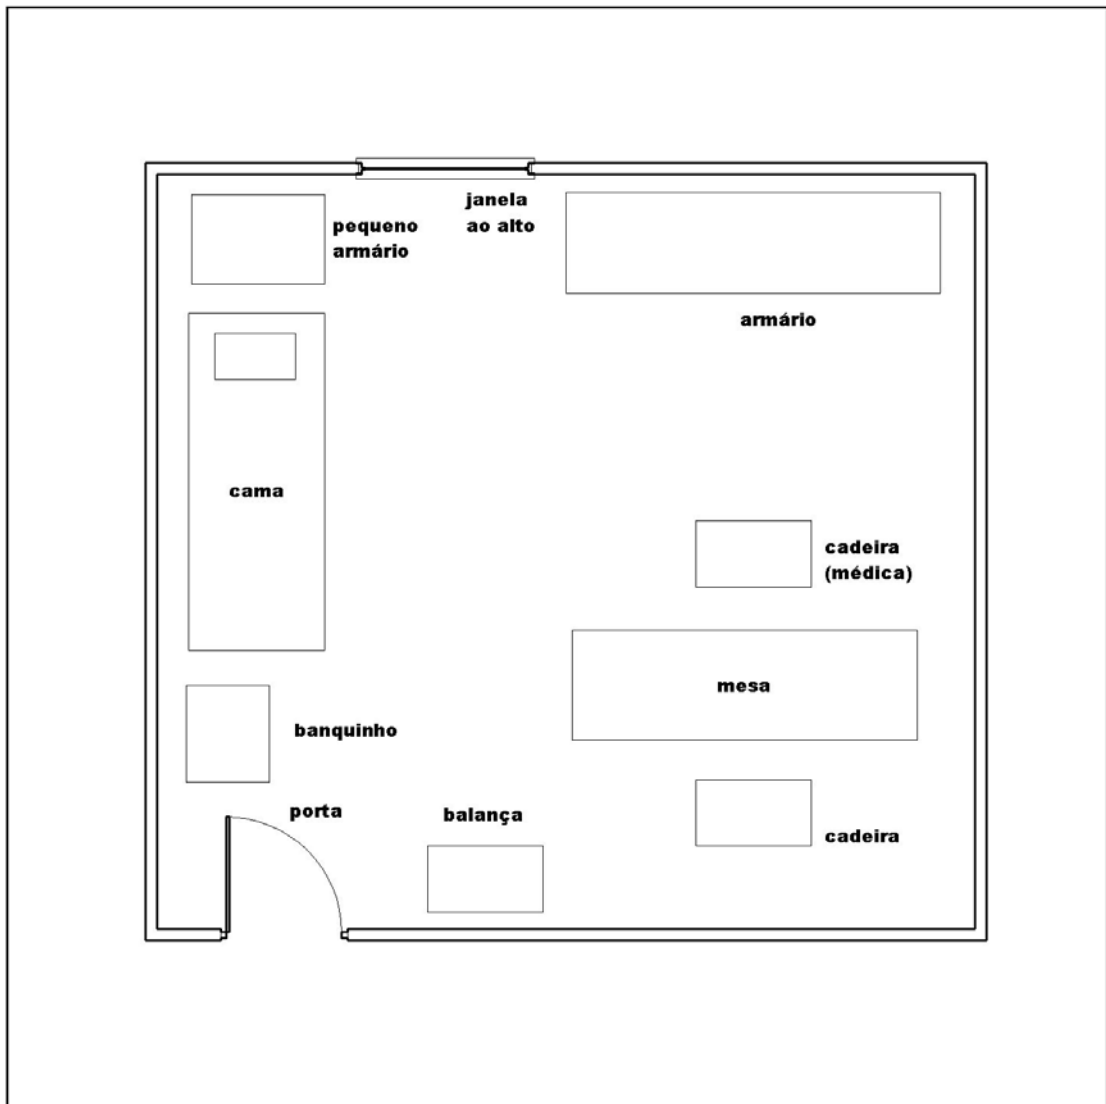 janela
ao alto
pequeno
armário
armário
cama
cadeira
(médica)
mesa
banquinho
porta
balança
cadeira